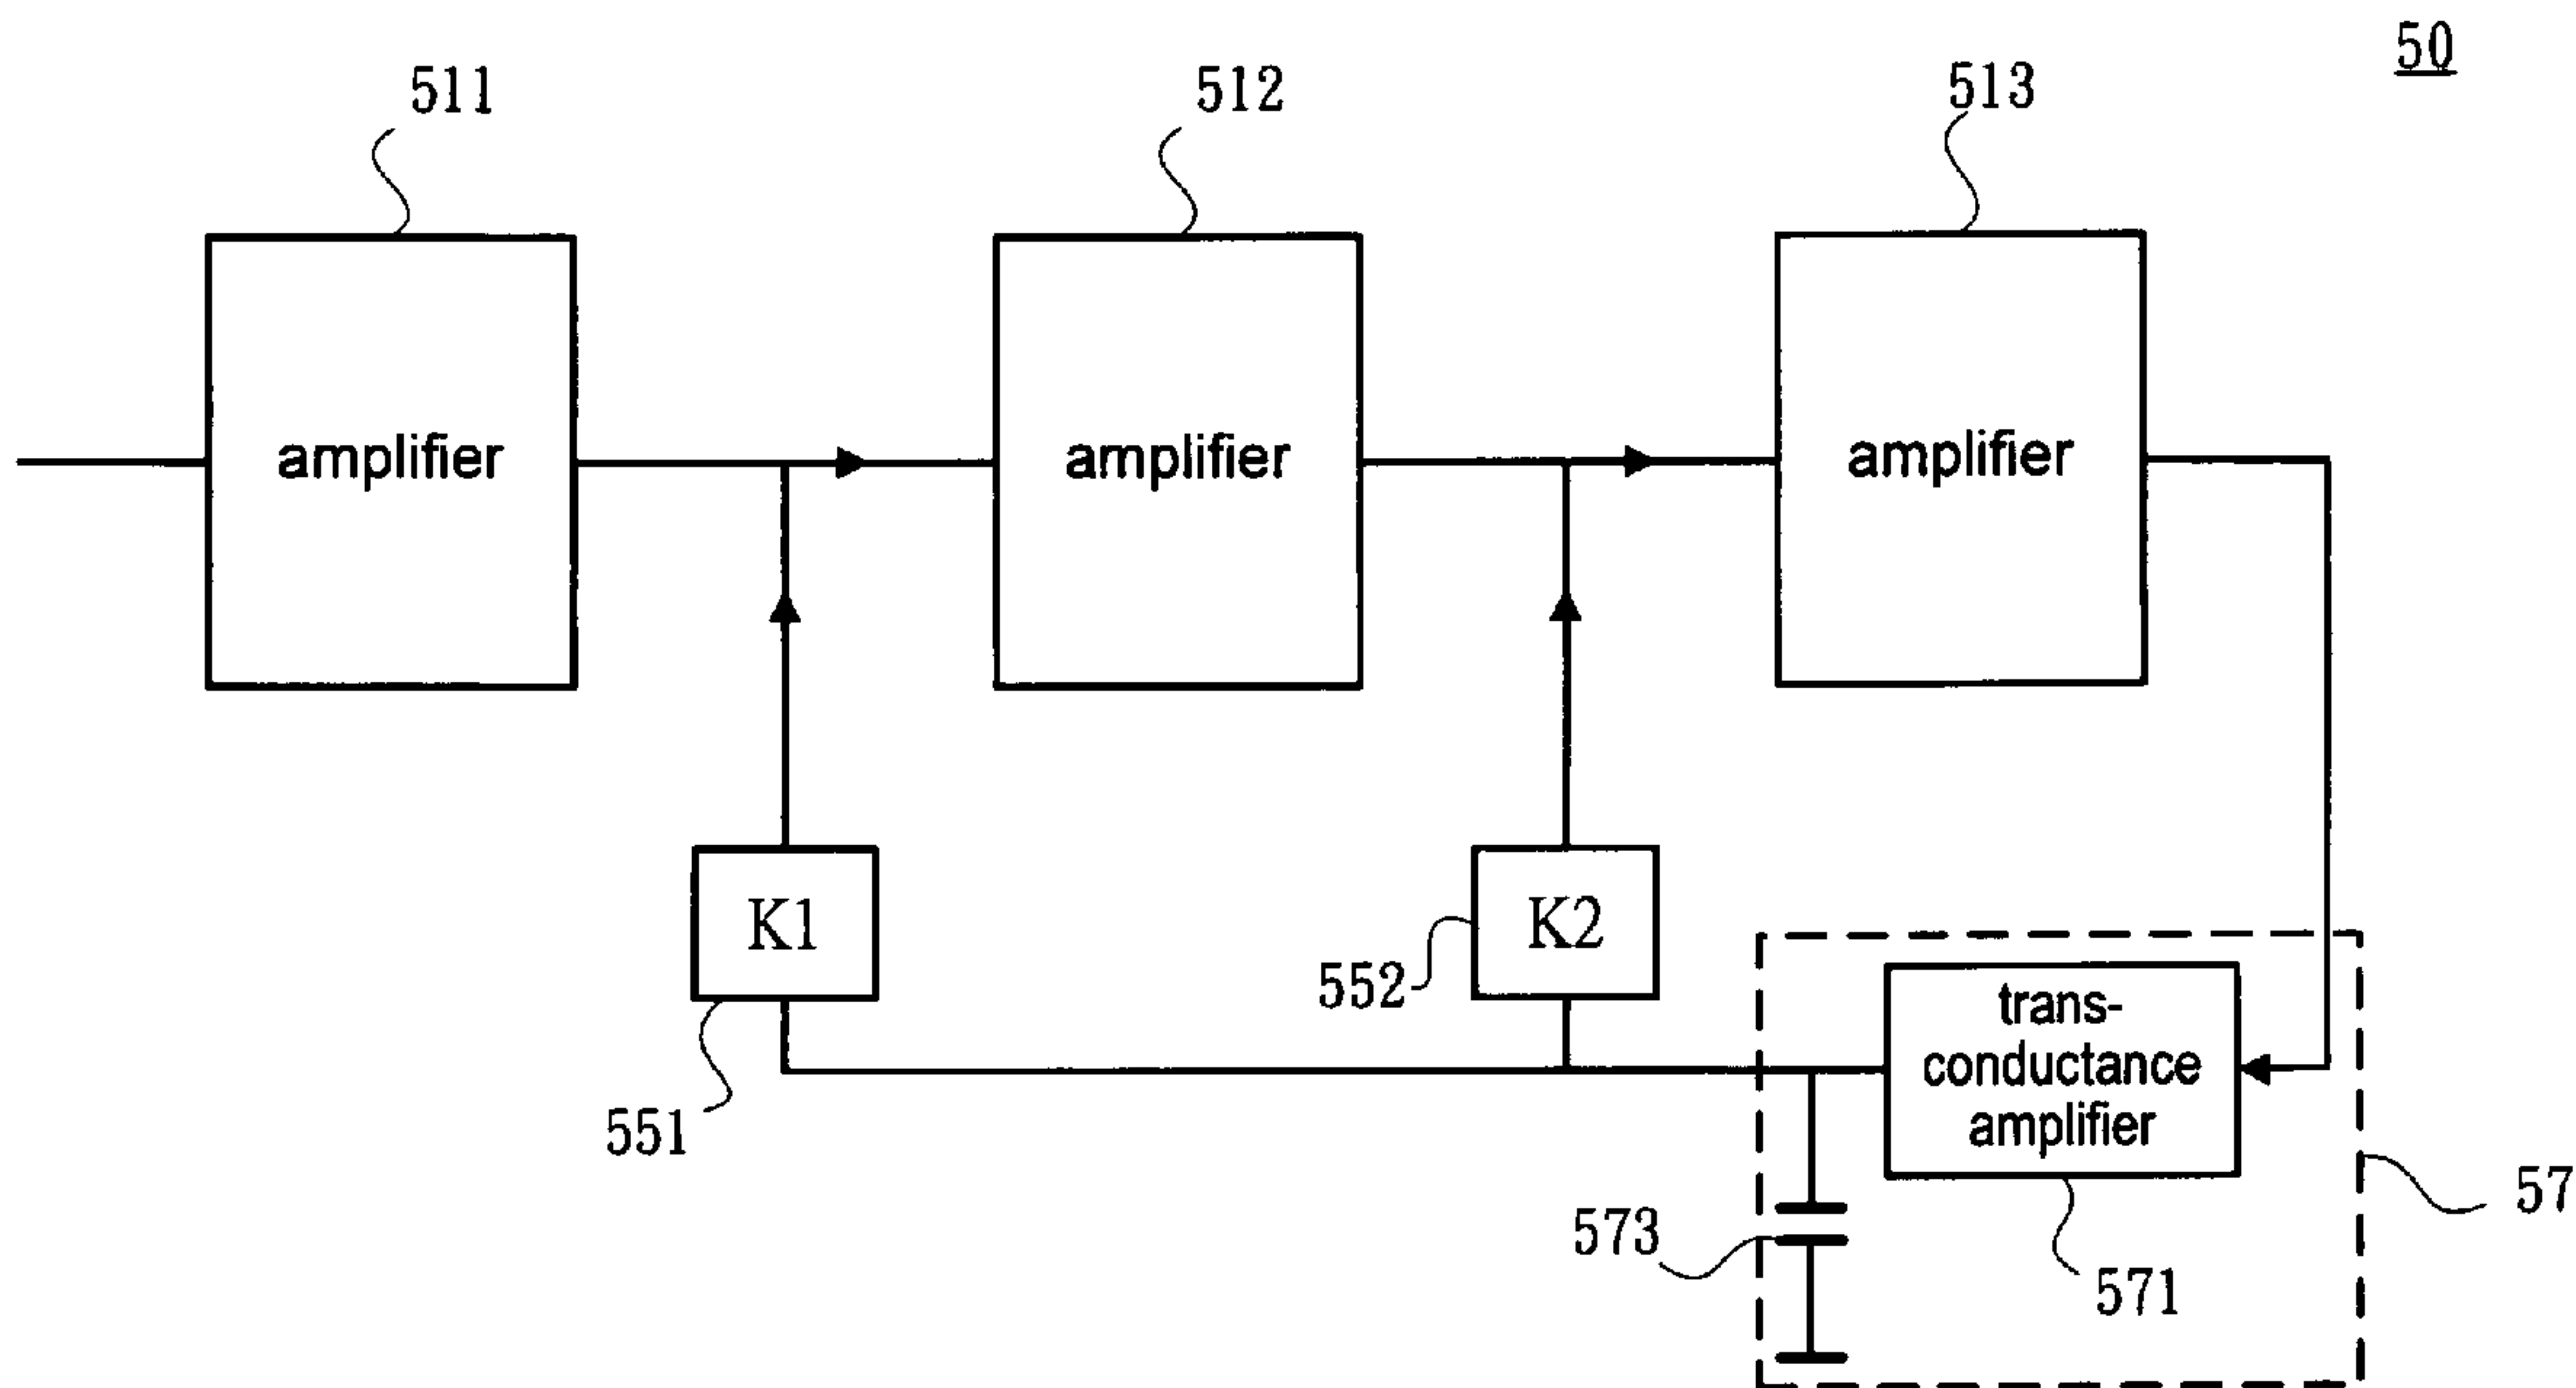 50
511
512
513
amplifier
amplifier
amplifier
K1
K2
551
552
trans-
conductance
amplifier
573
571
57